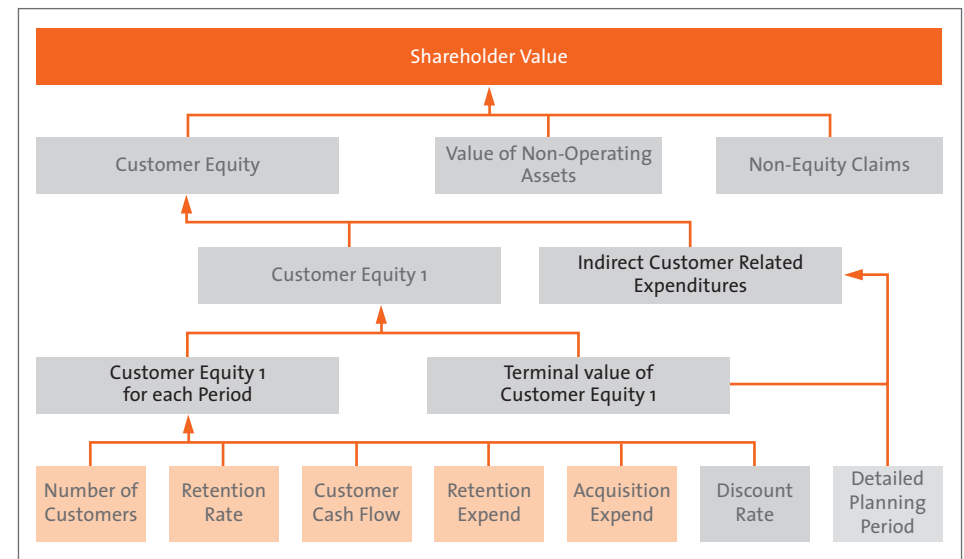 Shareholder Value
Customer Equity
Value of Non-Operating
Assets
Non-Equity Claims
Customer Equity 1
Indirect Customer Related
Expenditures
Customer Equity 1
for each Period
Terminal value of
Customer Equity 1
Number of
Customers
Retention
Rate
Customer
Cash Flow
Retention
Expend
Acquisition
Expend
Discount
Rate
Detailed
Planning
Period